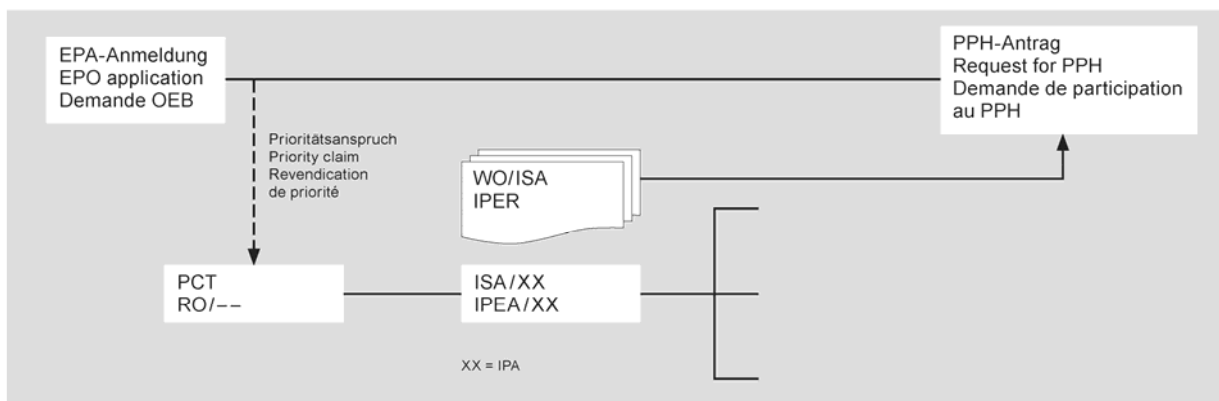 EPA-Anmeldung
EPO application
Demande OEB
PPH-Antrag
Request for PPH
Demande de participation
au PPH
Prioritätsanspruch
Priority claim
Revendication
de priorité
WO/ISA
IPER
PCT
RO/––
ISA/XX
IPEA/XX
XX = IPA